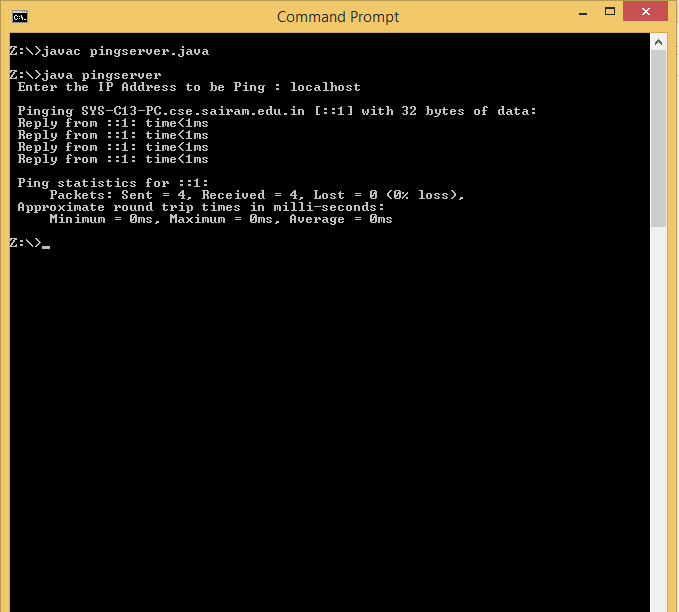 Command Prompt
Z:\>javac pingserver.java
Z:\>java pingserver
Enter the IP Address to be Ping : localhost
Pinging SYS-C13-PC.cse.sairam.edu.in [::1] with 32 bytes of data:
Reply from ::1: time<1ms
Reply from ::1: time<1ms
Reply from ::1: time<1ms
Reply from ::1: time<1ms
Ping statistics for ::1:
Packets: Sent = 4, Received = 4, Lost = 0 (0% loss),
Approximate round trip times in milli-seconds:
Minimum = 0ms, Maximum = 0ms, Average = 0ms
Z:\>_